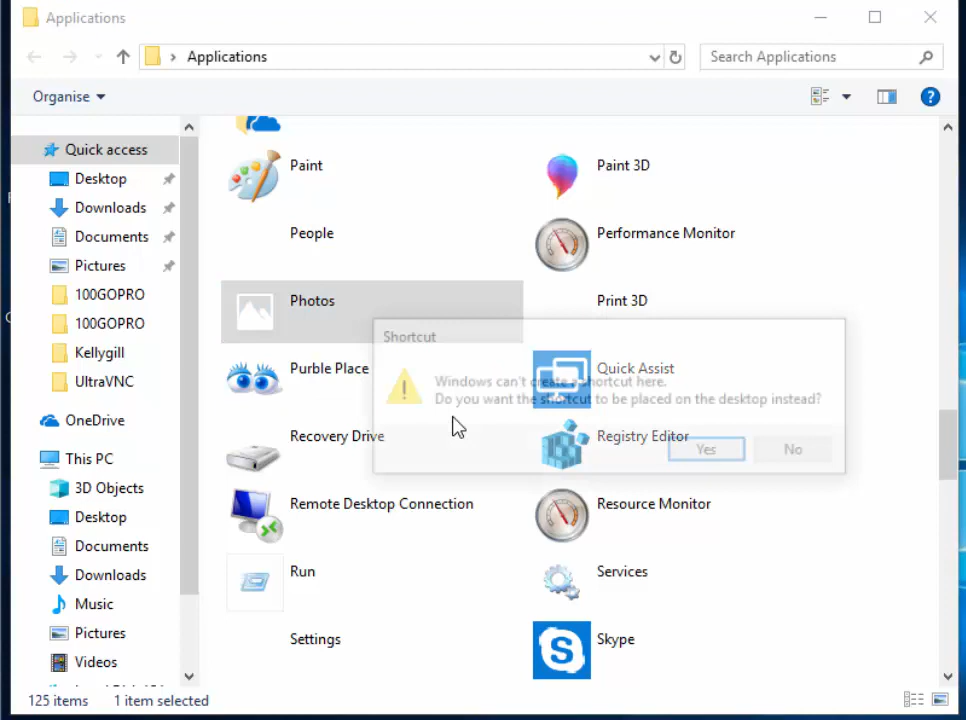 Applications
Applications
Search Applications
Organise
Quick access
Desktop
Downloads
Documents
Pictures
100GOPRO
100GOPRO
Kellygill
UltraVNC
OneDrive
This PC
3D Objects
Desktop
Documents
Downloads
Music
Pictures
Videos
Paint
Paint 3D
People
Performance Monitor
Photos
Print 3D
Purble Place
Quick Assist
Recovery Drive
Registry Editor
Remote Desktop Connection
Resource Monitor
Run
Services
Settings
Skype
Shortcut
Windows can't create a shortcut here.
Do you want the shortcut to be placed on the desktop instead?
Yes
No
125 items
1 item selected